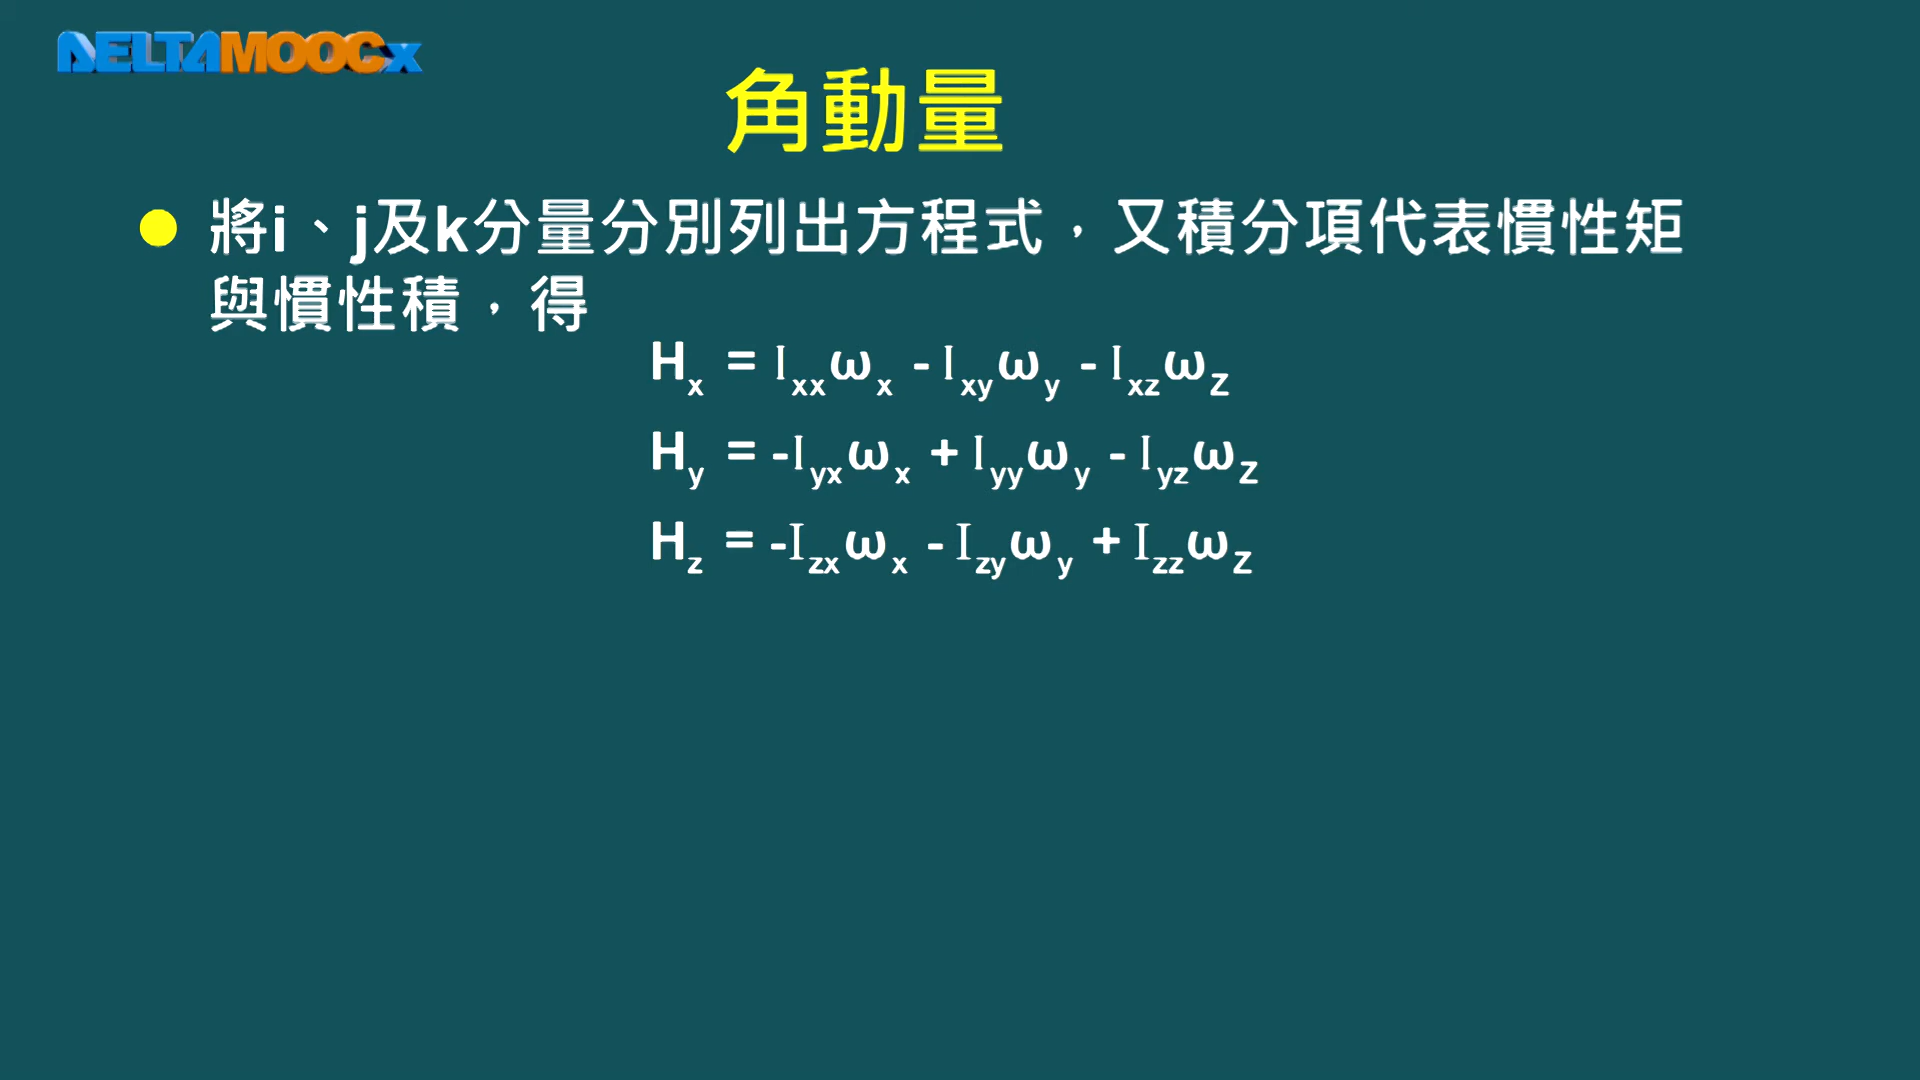 DELTAMOOCx
角動量
將i、j及k分量分別列出方程式，又積分項代表慣性矩
與慣性積，得
Hx = Ixxωx - Ixyωy - IxzωZ
Hy = -Iyxωx + Iyyωy - IyzωZ
Hz = -Izxωx - Izyωy + IzzωZ